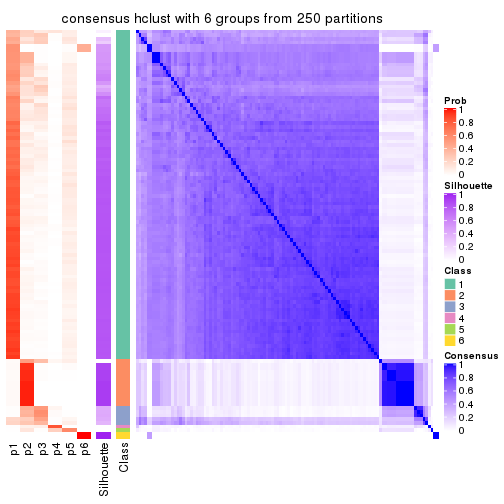 consensus hclust with 6 groups from 250 partitions
Prob
1
0.8
0.6
0.4
0.2
0
Silhouette
1
0.8
0.6
0.4
0.2
0
Class
1
2
3
4
5
6
Consensus
1
0.8
0.6
0.4
0.2
0
p1
p2
p3
p4
p5
p6
Silhouette
Class